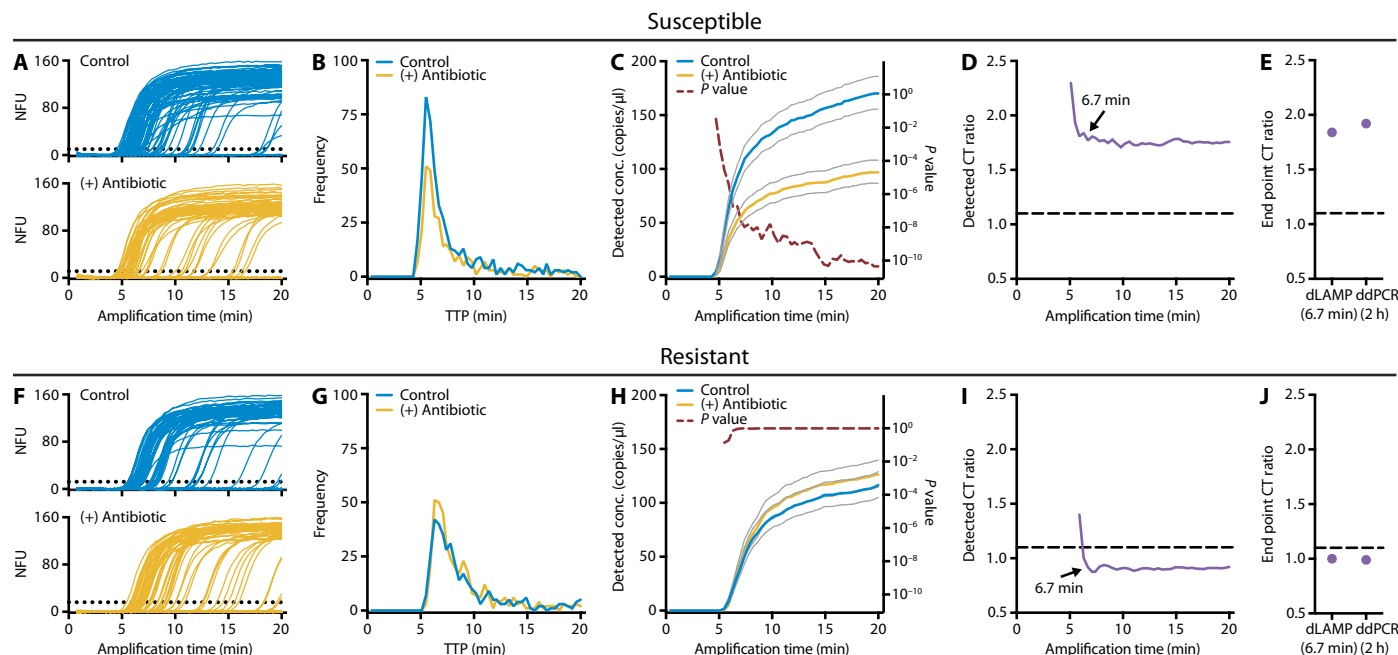 Susceptible
A
Control
NFU
160
80
0
(+) Antibiotic
NFU
160
80
0
0 5 10 15 20
Amplification time (min)
B
Control
(+) Antibiotic
Frequency
100
75
50
25
0
0 5 10 15 20
TTP (min)
C
Control
(+) Antibiotic
P value
Detected conc. (copies/μl)
200
150
100
50
0
10⁰
10⁻²
10⁻⁴
10⁻⁶
10⁻⁸
10⁻¹⁰
P value
0 5 10 15 20
Amplification time (min)
D
Detected CT ratio
2.5
2.0
1.5
1.0
0.5
6.7 min
0 5 10 15 20
Amplification time (min)
E
End point CT ratio
2.5
2.0
1.5
1.0
0.5
dLAMP ddPCR
(6.7 min) (2 h)
Resistant
F
Control
NFU
160
80
0
(+) Antibiotic
NFU
160
80
0
0 5 10 15 20
Amplification time (min)
G
Control
(+) Antibiotic
Frequency
100
75
50
25
0
0 5 10 15 20
TTP (min)
H
Control
(+) Antibiotic
P value
Detected conc. (copies/μl)
200
150
100
50
0
10⁰
10⁻²
10⁻⁴
10⁻⁶
10⁻⁸
10⁻¹⁰
P value
0 5 10 15 20
Amplification time (min)
I
Detected CT ratio
2.5
2.0
1.5
1.0
0.5
6.7 min
0 5 10 15 20
Amplification time (min)
J
End point CT ratio
2.5
2.0
1.5
1.0
0.5
dLAMP ddPCR
(6.7 min) (2 h)